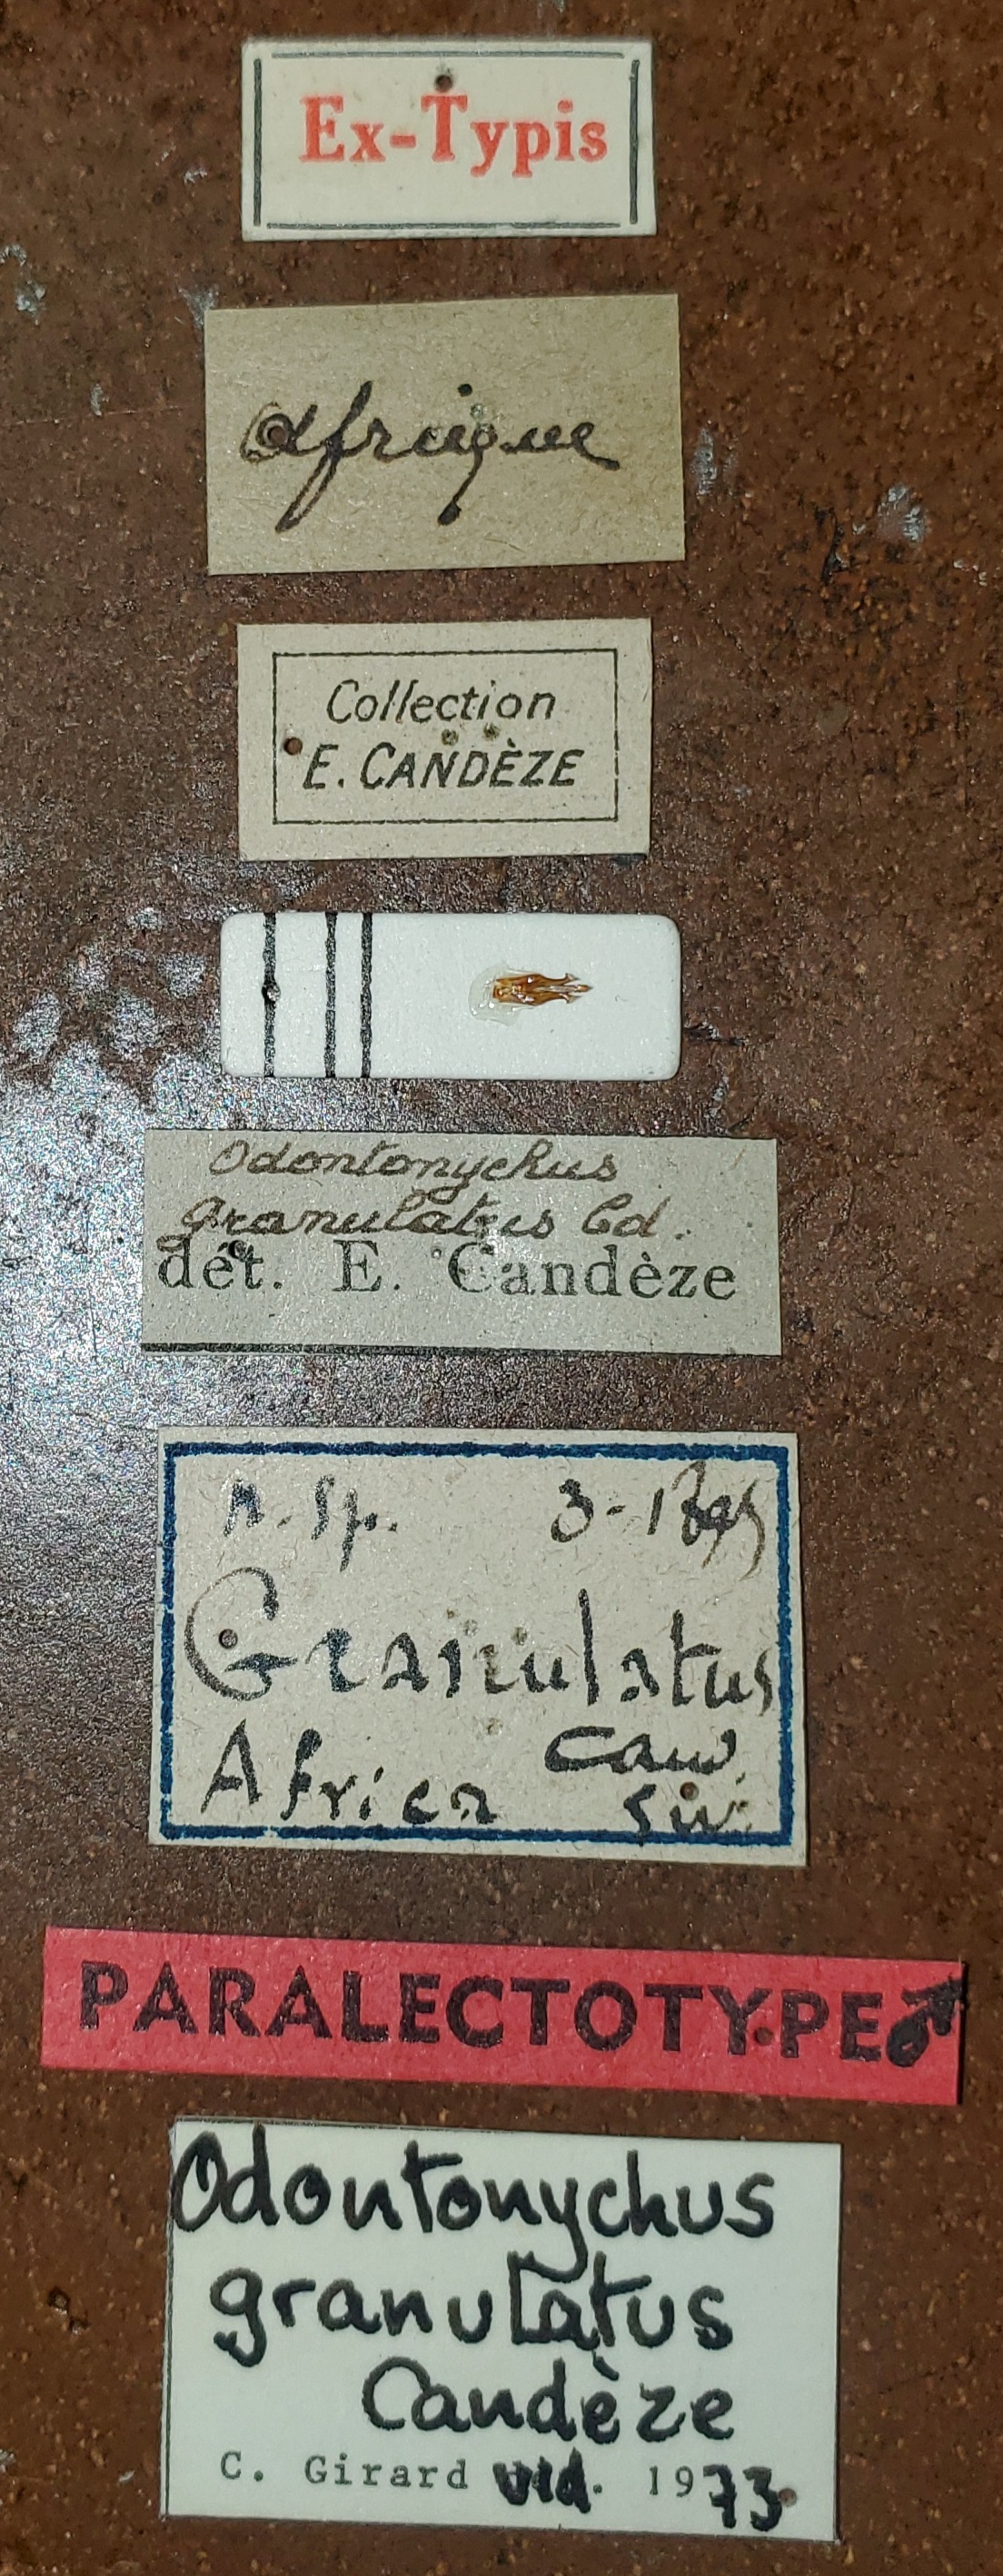 Ex-Typis
Afrique
Collection
E. CANDÈZE
Odontonychus
granulatus Cd.
dét. E. Candèze
n. sp.
Granulatus
Africa
PARALECTOTYPE ♂
Odontonychus
granulatus
Candèze
C. Girard vid. 1973